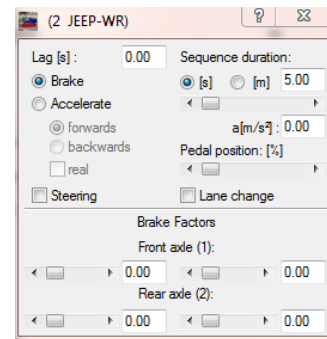 (2 JEEP-WR)
Lag [s] : 0.00 Sequence duration:
Brake [s] [m] 5.00
Accelerate
forwards a[m/s²] : 0.00
backwards Pedal position: [%]
real
Steering Lane change
Brake Factors
Front axle (1):
0.00 0.00
Rear axle (2):
0.00 0.00